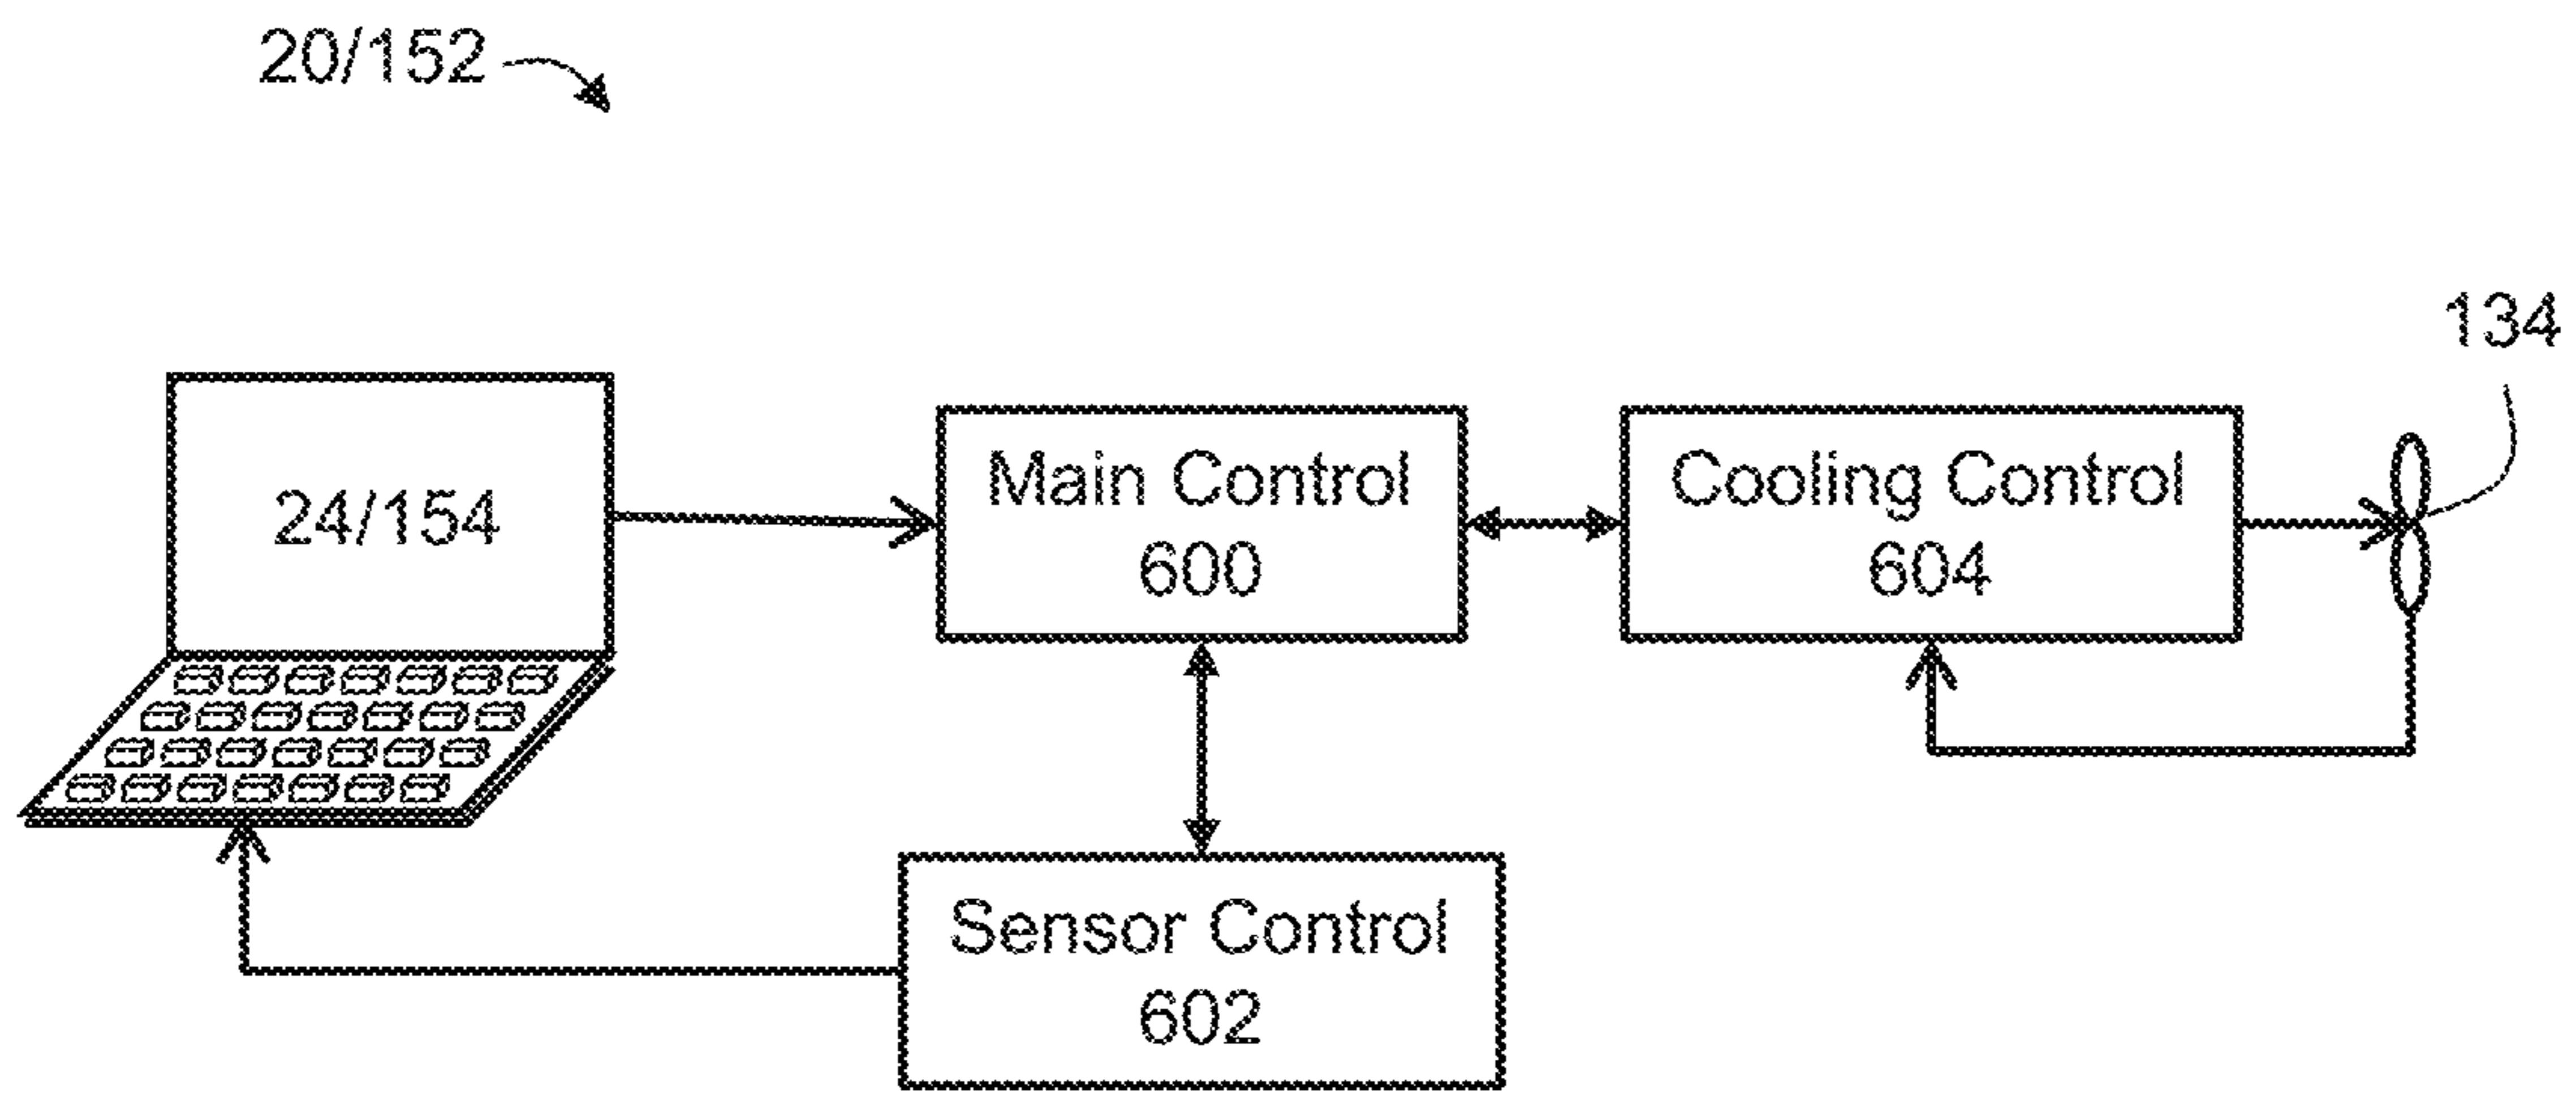 20/152
134
24/154
Main Control
600
Cooling Control
604
Sensor Control
602